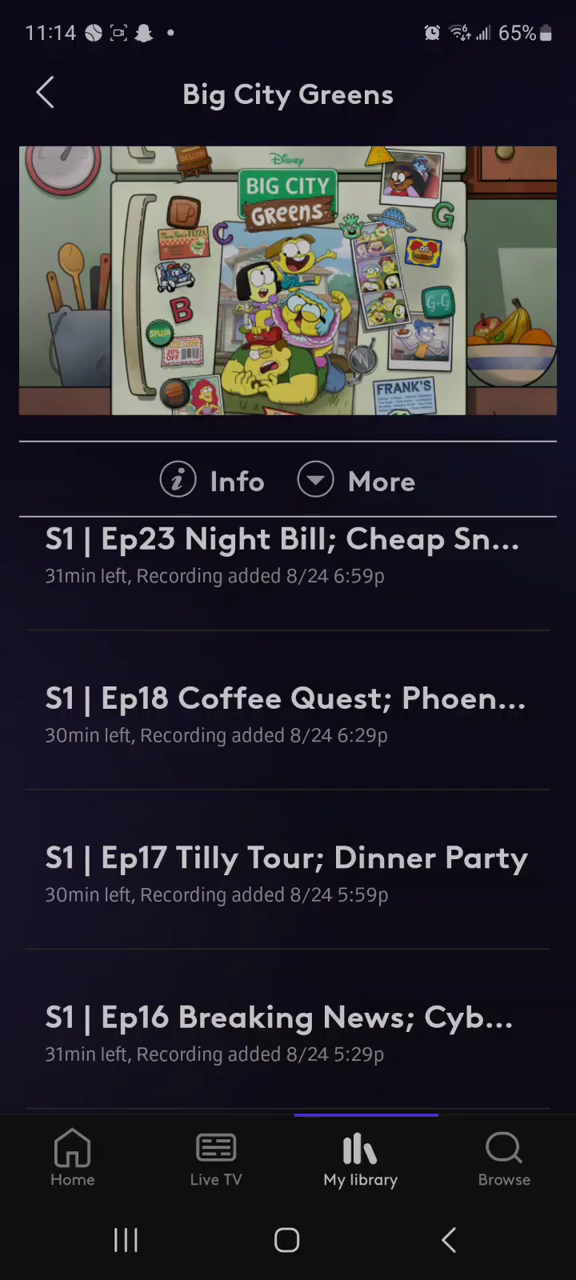 11:14
65%
Big City Greens
Disney
BIG CITY
GREENS
C
G
B
G-G
SPLASH
20%
OFF
FRANK'S
Info
More
S1 | Ep23 Night Bill; Cheap Sn...
31min left, Recording added 8/24 6:59p
S1 | Ep18 Coffee Quest; Phoen...
30min left, Recording added 8/24 6:29p
S1 | Ep17 Tilly Tour; Dinner Party
30min left, Recording added 8/24 5:59p
S1 | Ep16 Breaking News; Cyb...
31min left, Recording added 8/24 5:29p
Home
Live TV
My library
Browse